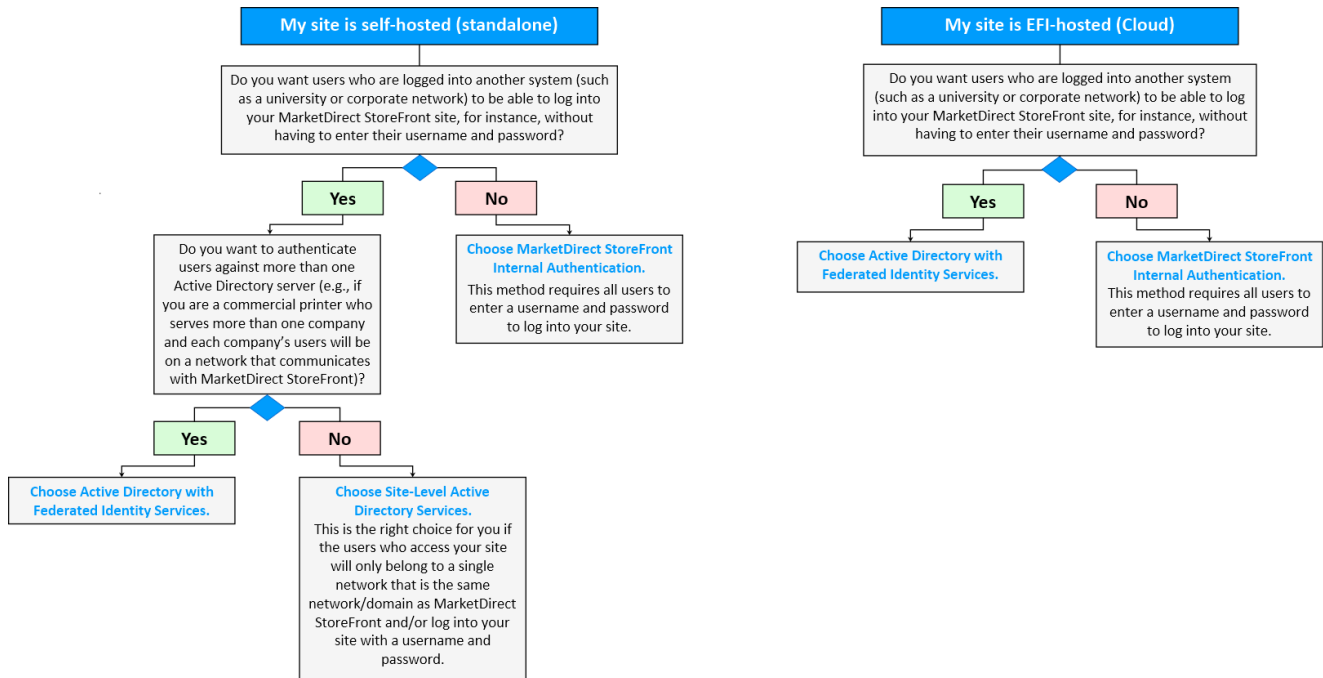 My site is self-hosted (standalone)
Do you want users who are logged into another system (such
as a university or corporate network) to be able to log into
your MarketDirect StoreFront site, for instance, without
having to enter their username and password?
Yes
No
Do you want to authenticate
users against more than one
Active Directory server (e.g., if
you are a commercial printer who
serves more than one company
and each company’s users will be
on a network that communicates
with MarketDirect StoreFront)?
Choose MarketDirect StoreFront
Internal Authentication.
This method requires all users to
enter a username and password
to log into your site.
Yes
No
Choose Active Directory with
Federated Identity Services.
Choose Site-Level Active
Directory Services.
This is the right choice for you if
the users who access your site
will only belong to a single
network that is the same
network/domain as MarketDirect
StoreFront and/or log into your
site with a username and
password.
My site is EFI-hosted (Cloud)
Do you want users who are logged into another system
(such as a university or corporate network) to be able to log
into your MarketDirect StoreFront site, for instance, without
having to enter their username and password?
Yes
No
Choose Active Directory with
Federated Identity Services.
Choose MarketDirect StoreFront
Internal Authentication.
This method requires all users to
enter a username and password
to log into your site.